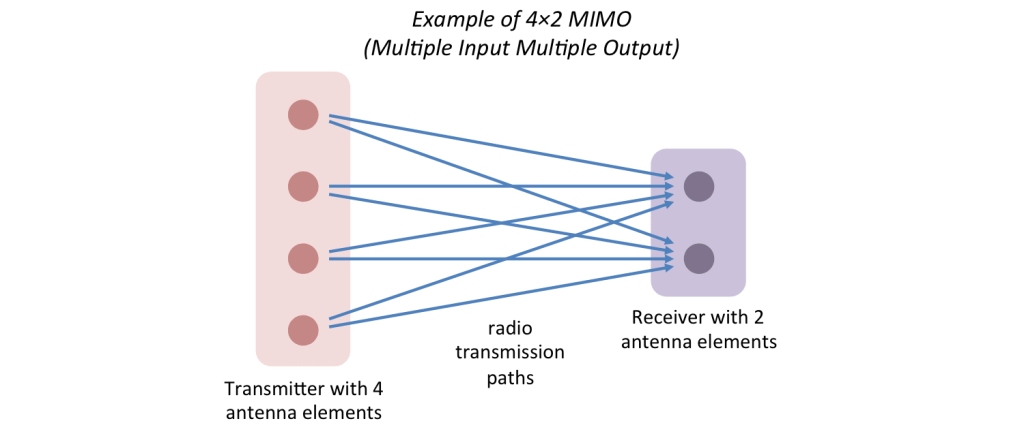 Example of 4×2 MIMO
(Multiple Input Multiple Output)
radio
transmission
paths
Receiver with 2
antenna elements
Transmitter with 4
antenna elements